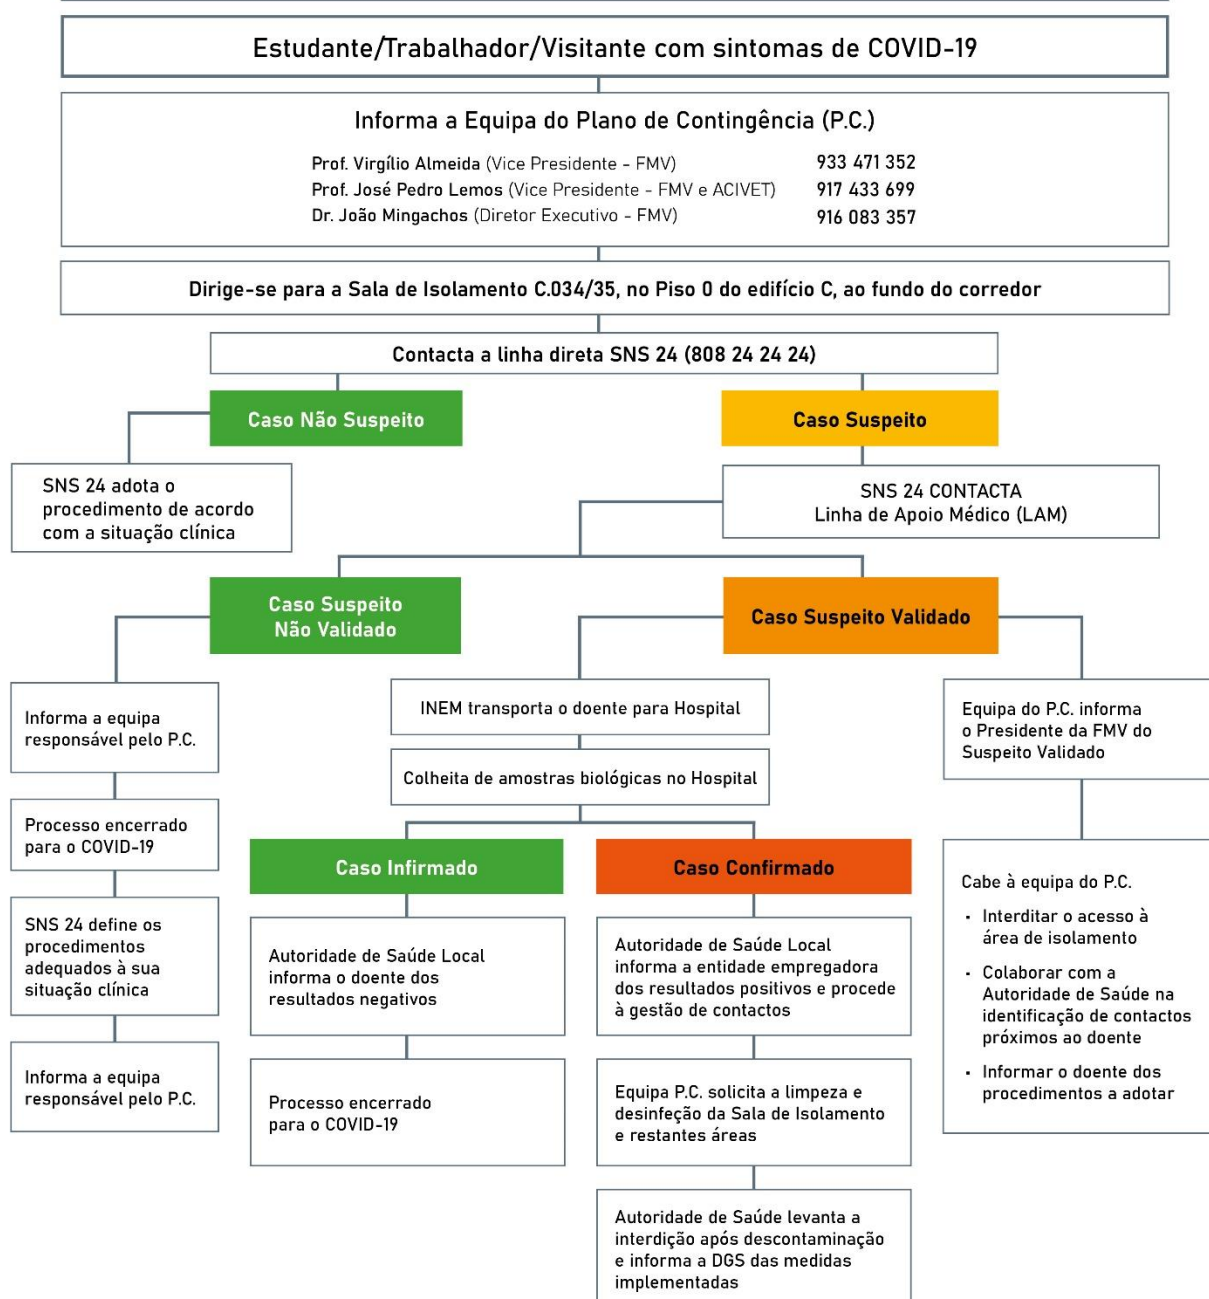 Estudante/Trabalhador/Visitante com sintomas de COVID-19
Informa a Equipa do Plano de Contingência (P.C.)
Prof. Virgílio Almeida (Vice Presidente - FMV) 933 471 352
Prof. José Pedro Lemos (Vice Presidente - FMV e ACIVET) 917 433 699
Dr. João Mingachos (Diretor Executivo - FMV) 916 083 357
Dirige-se para a Sala de Isolamento C.034/35, no Piso 0 do edifício C, ao fundo do corredor
Contacta a linha direta SNS 24 (808 24 24 24)
Caso Não Suspeito
Caso Suspeito
SNS 24 adota o
procedimento de acordo
com a situação clínica
SNS 24 CONTACTA
Linha de Apoio Médico (LAM)
Caso Suspeito
Não Validado
Caso Suspeito Validado
Informa a equipa
responsável pelo P.C.
Processo encerrado
para o COVID-19
SNS 24 define os
procedimentos
adequados à sua
situação clínica
Informa a equipa
responsável pelo P.C.
INEM transporta o doente para Hospital
Colheita de amostras biológicas no Hospital
Caso Infirmado
Autoridade de Saúde Local
informa o doente dos
resultados negativos
Processo encerrado
para o COVID-19
Caso Confirmado
Autoridade de Saúde Local
informa a entidade empregadora
dos resultados positivos e procede
à gestão de contactos
Equipa P.C. solicita a limpeza e
desinfeção da Sala de Isolamento
e restantes áreas
Autoridade de Saúde levanta a
interdição após descontaminação
e informa a DGS das medidas
implementadas
Equipa do P.C. informa
o Presidente da FMV do
Suspeito Validado
Cabe à equipa do P.C.
· Interditar o acesso à
área de isolamento
· Colaborar com a
Autoridade de Saúde na
identificação de contactos
próximos ao doente
· Informar o doente dos
procedimentos a adotar